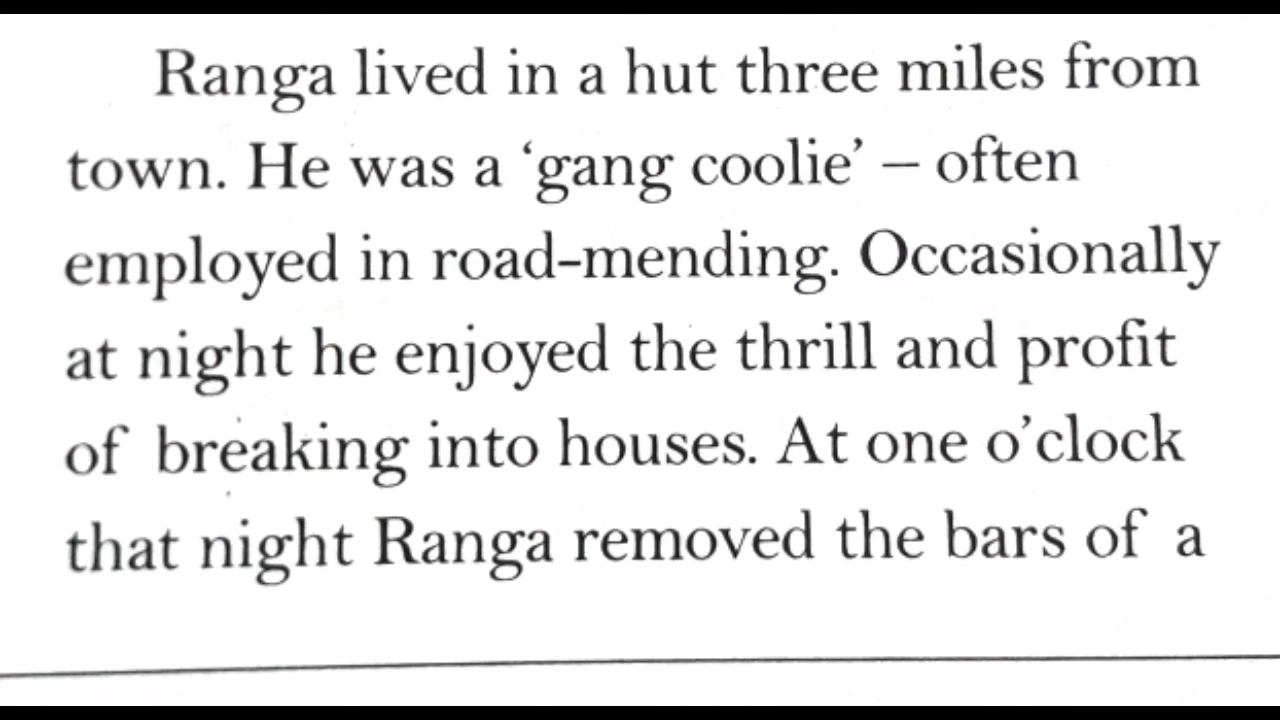 Ranga lived in a hut three miles from
town. He was a ‘gang coolie’ – often
employed in road-mending. Occasionally
at night he enjoyed the thrill and profit
of breaking into houses. At one o’clock
that night Ranga removed the bars of a